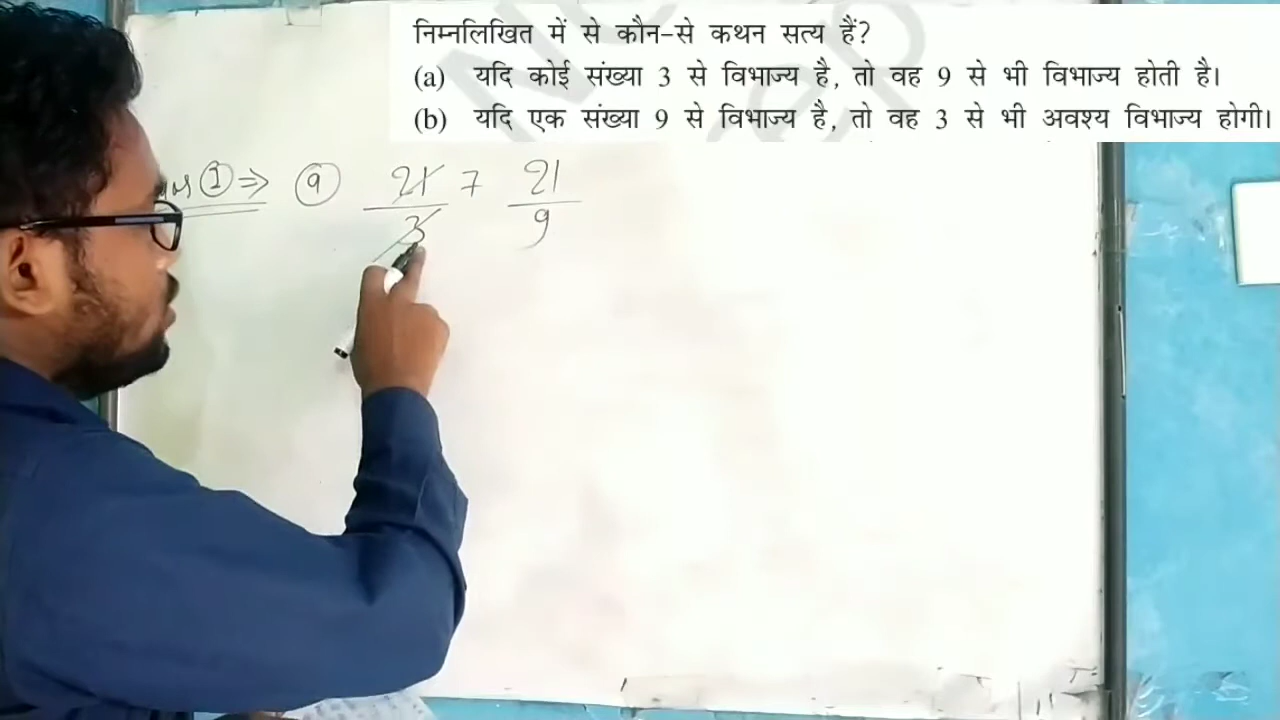 निम्नलिखित में से कौन-से कथन सत्य हैं?
(a) यदि कोई संख्या 3 से विभाज्य है, तो वह 9 से भी विभाज्य होती है।
(b) यदि एक संख्या 9 से विभाज्य है, तो वह 3 से भी अवश्य विभाज्य होगी।
① ⇒ ⓐ 21/3 7 21/9